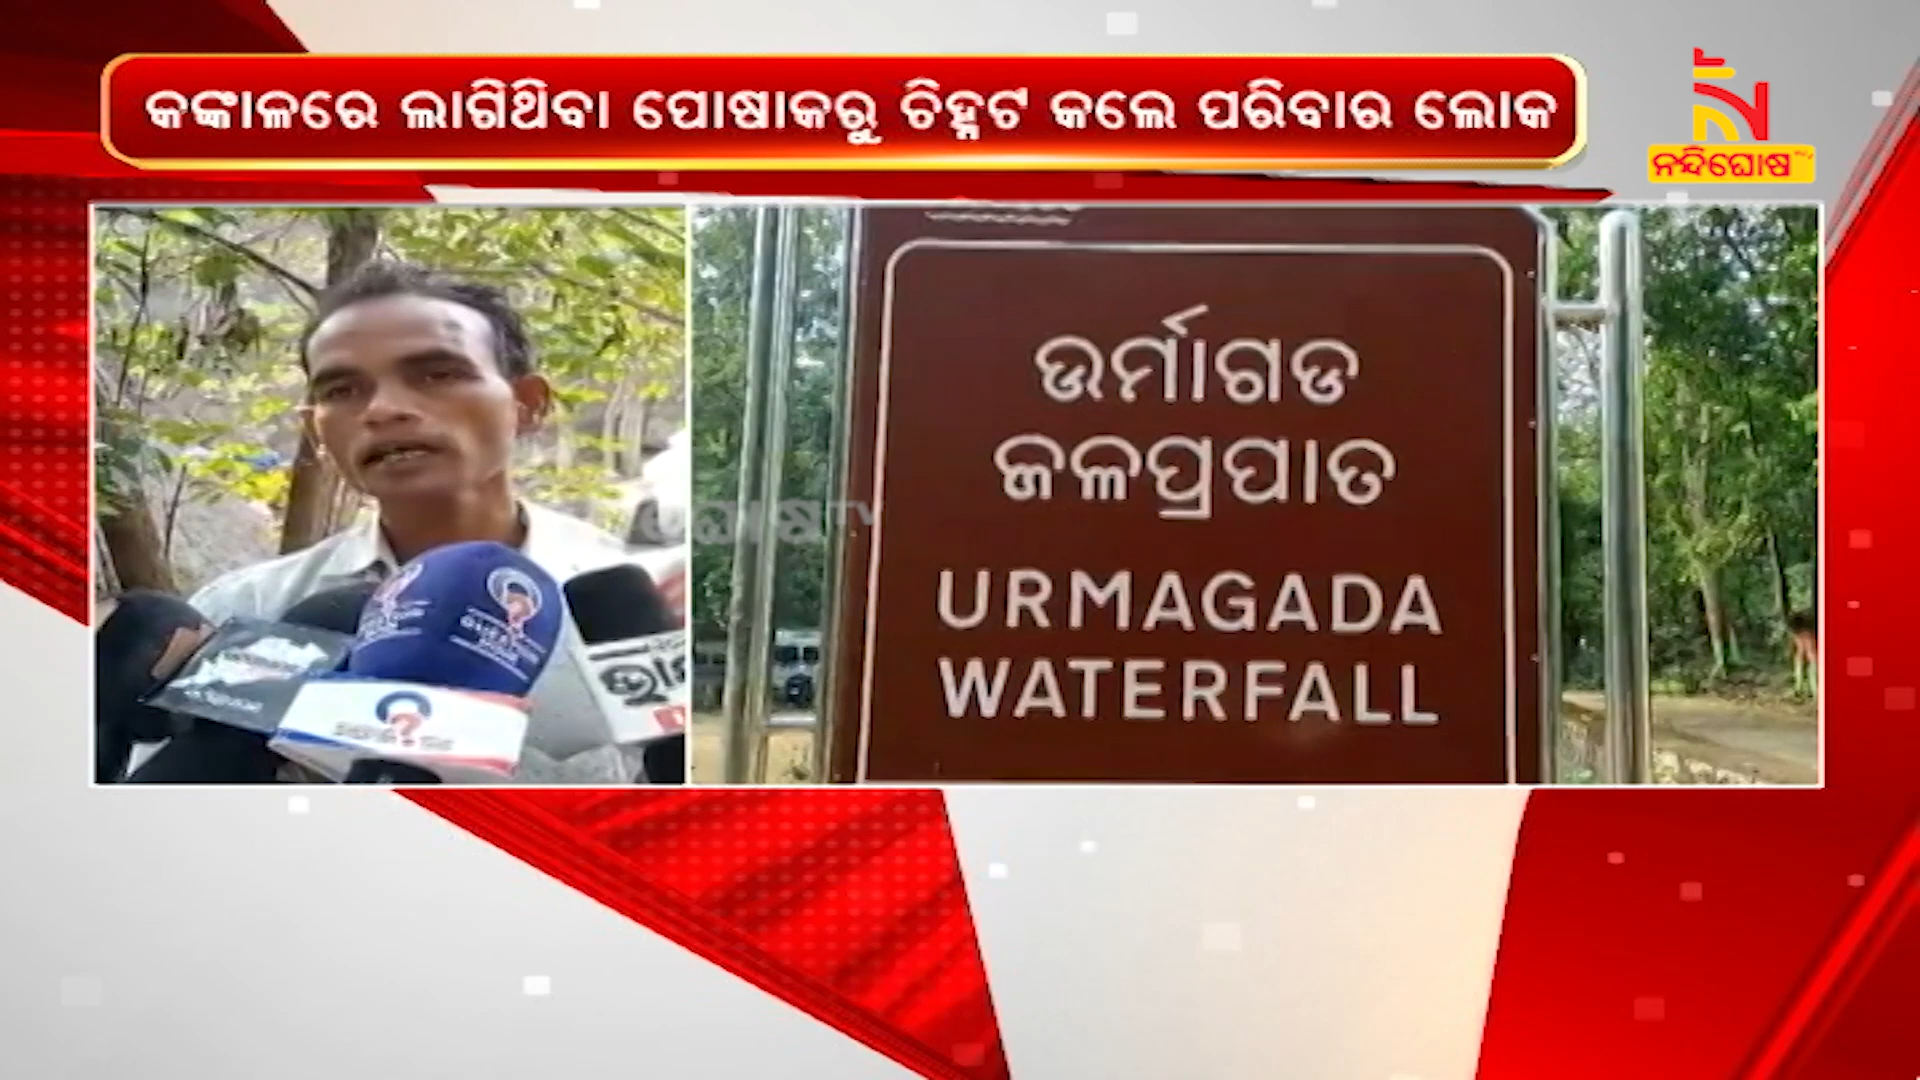 କଙ୍କାଳରେ ଲାଗିଥିବା ପୋଷାକରୁ ଚିହ୍ନଟ କଲେ ପରିବାର ଲୋକ
ନନ୍ଦିଘୋଷ
ଉର୍ମାଗଡ
ଜଳପ୍ରପାତ
URMAGADA
WATERFALL